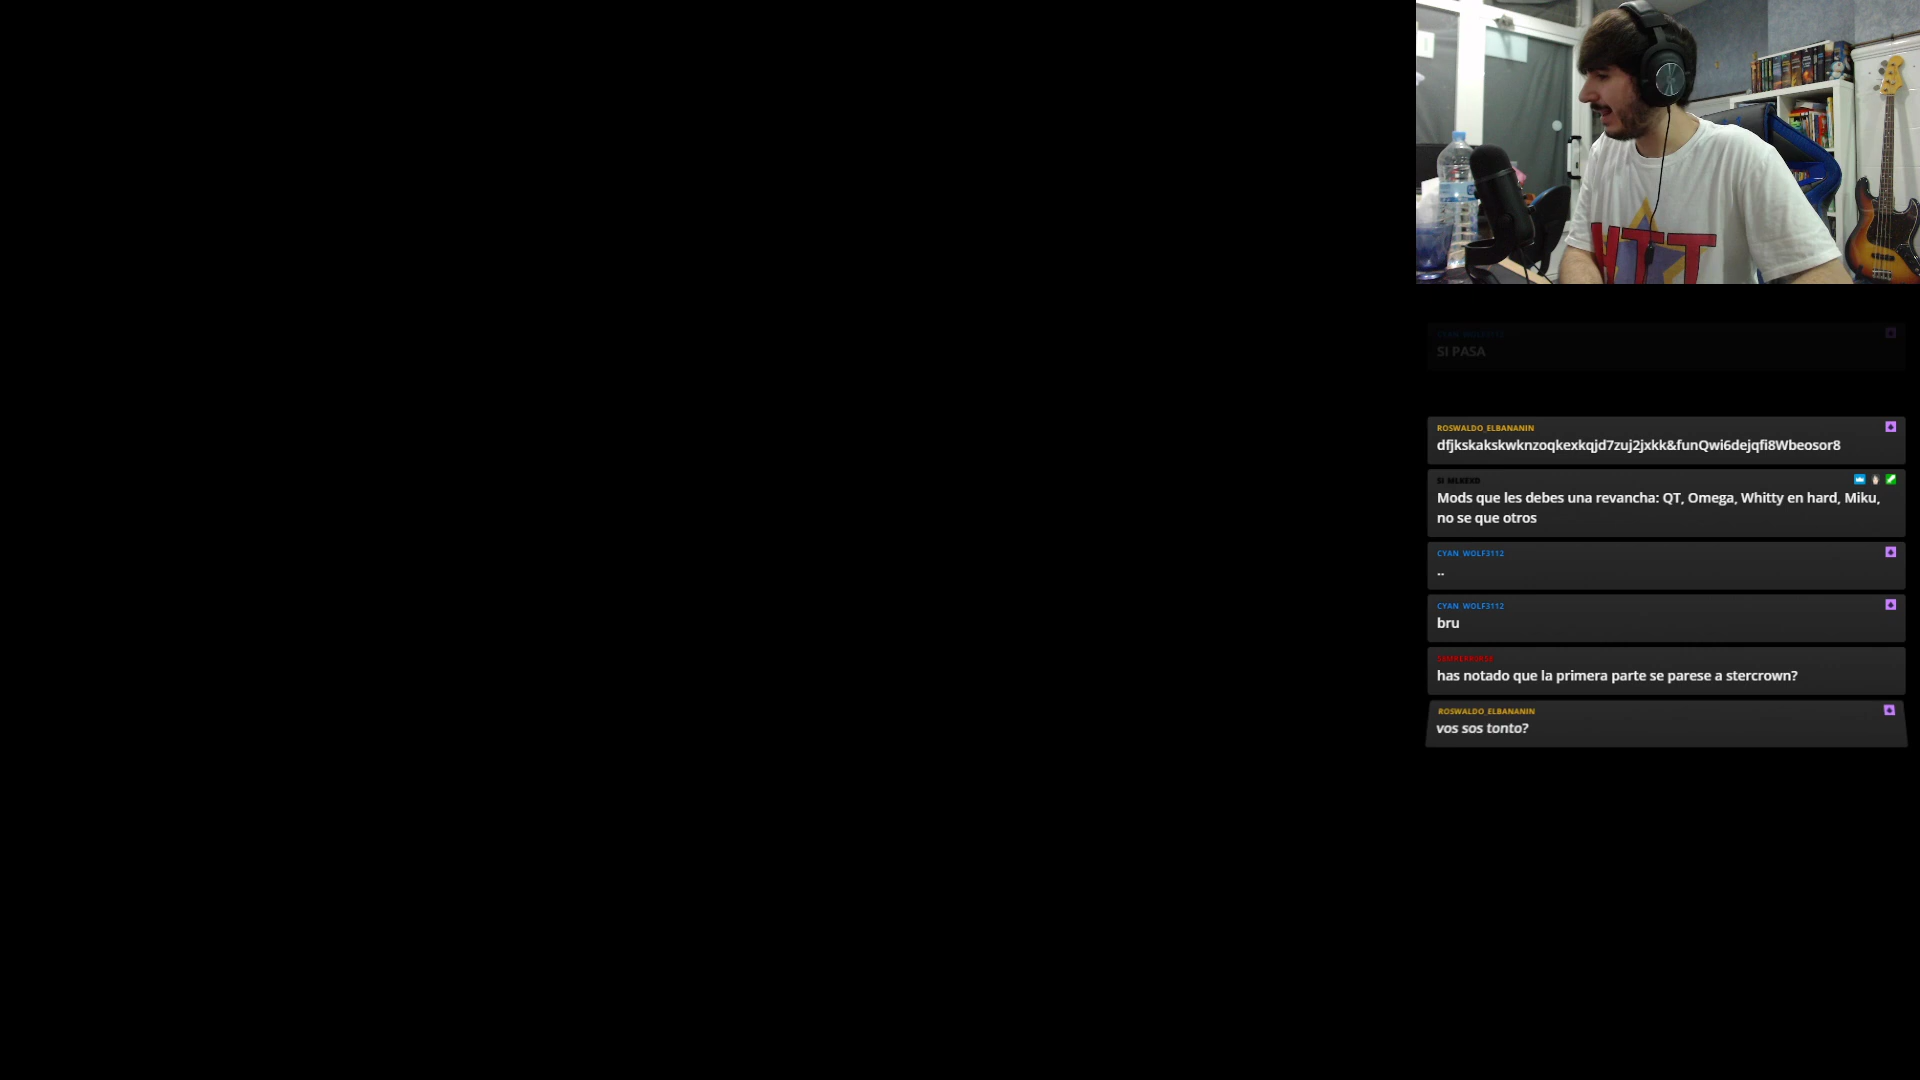 HTT
SI PASA
ROSWALDO_ELBANANIN
dfjkskakskwknzoqkexkqjd7zuj2jxkk&funQwi6dejqfi8Wbeosor8
Mods que les debes una revancha: QT, Omega, Whitty en hard, Miku,
no se que otros
CYAN_WOLF3112
..
CYAN_WOLF3112
bru
has notado que la primera parte se parese a stercrown?
ROSWALDO_ELBANANIN
vos sos tonto?